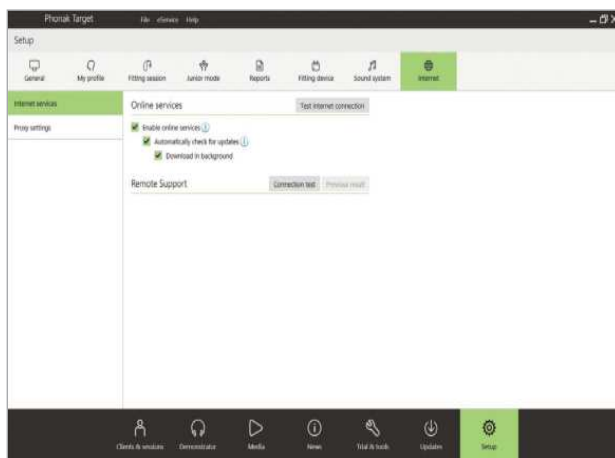 Phonak Target File eService Help
Setup
General My profile Fitting session Junior mode Reports Fitting device Sound system Internet
Internet services
Proxy settings
Online services Test internet connection
Enable online services
Automatically check for updates
Download in background
Remote Support Connection test Previous result
Clients & sessions Demonstrator Media News Trial & tools Updates Setup